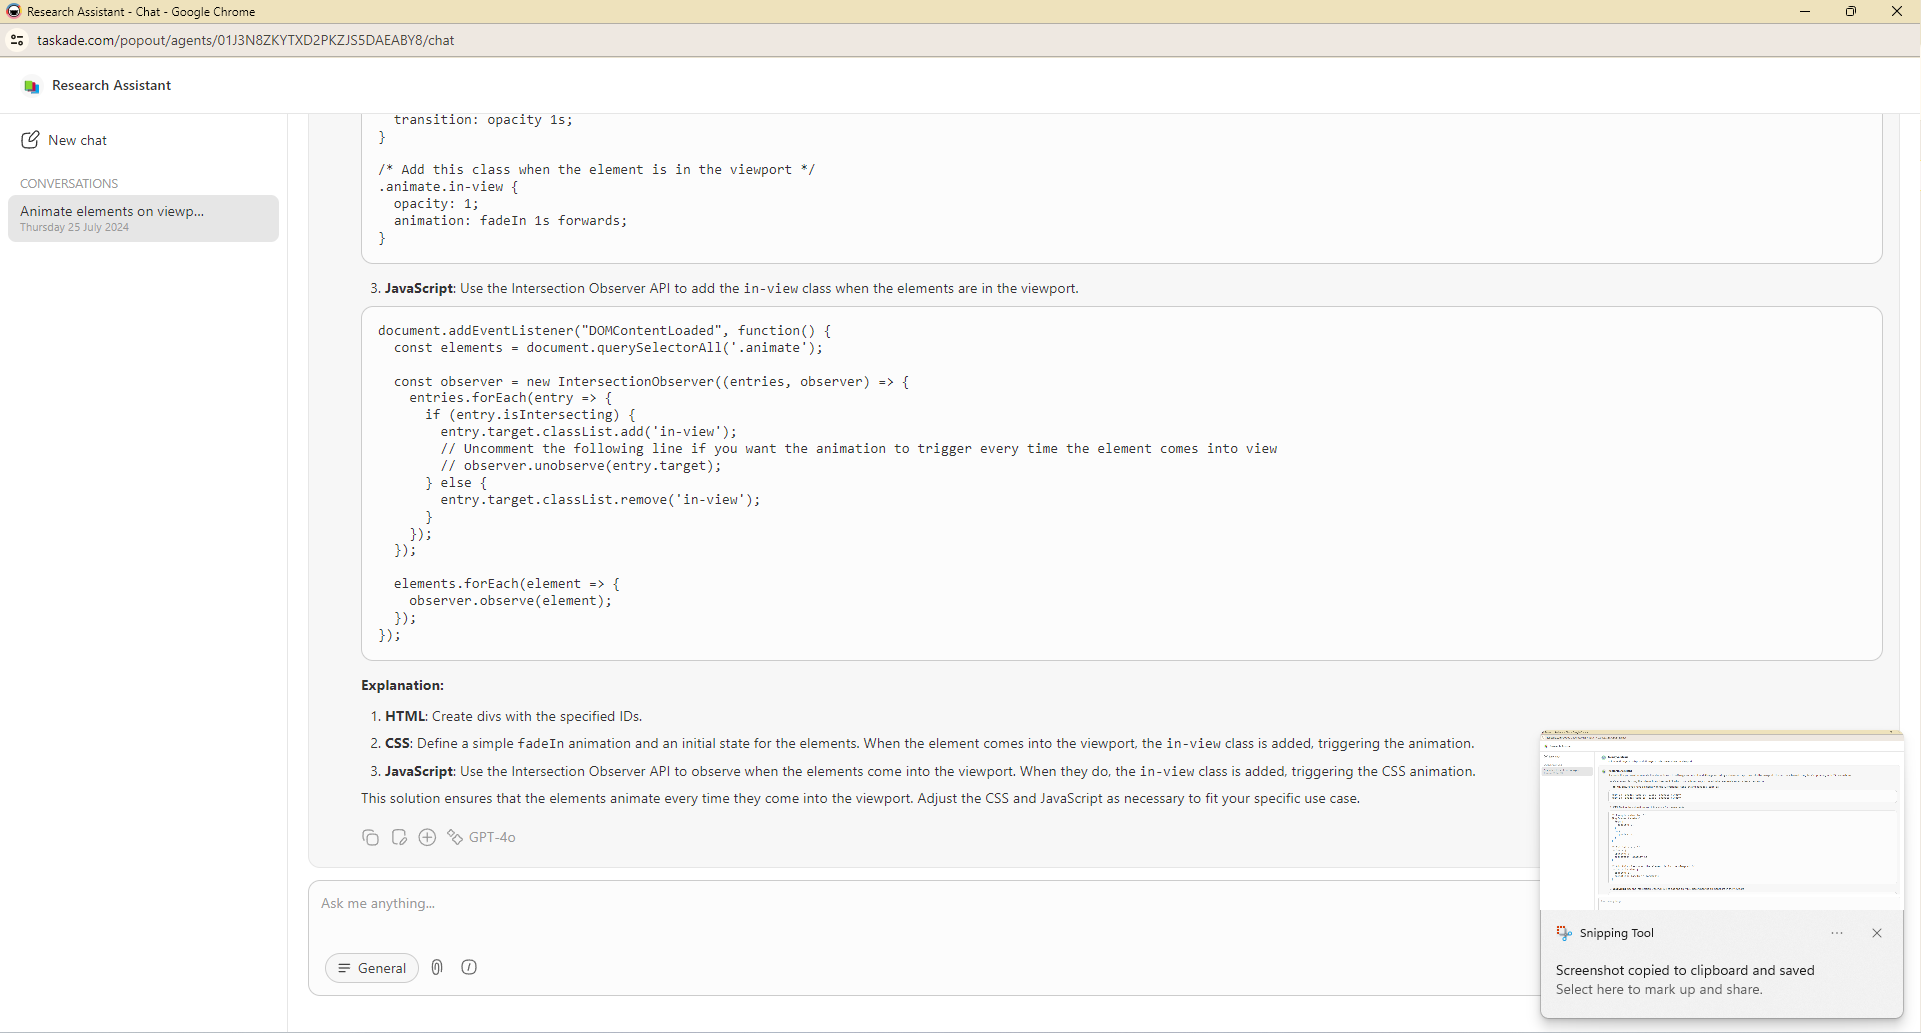 Research Assistant - Chat - Google Chrome
taskade.com/popout/agents/01J3N8ZKYTXD2PKZJS5DAEABY8/chat
Research Assistant
New chat
CONVERSATIONS
Animate elements on viewp...
Thursday 25 July 2024
transition: opacity 1s;
}
/* Add this class when the element is in the viewport */
.animate.in-view {
opacity: 1;
animation: fadeIn 1s forwards;
}
3. JavaScript: Use the Intersection Observer API to add the in-view class when the elements are in the viewport.
document.addEventListener("DOMContentLoaded", function() {
const elements = document.querySelectorAll('.animate');
const observer = new IntersectionObserver((entries, observer) => {
entries.forEach(entry => {
if (entry.isIntersecting) {
entry.target.classList.add('in-view');
// Uncomment the following line if you want the animation to trigger every time the element comes into view
// observer.unobserve(entry.target);
} else {
entry.target.classList.remove('in-view');
}
});
});
elements.forEach(element => {
observer.observe(element);
});
});
Explanation:
1. HTML: Create divs with the specified IDs.
2. CSS: Define a simple fadeIn animation and an initial state for the elements. When the element comes into the viewport, the in-view class is added, triggering the animation.
3. JavaScript: Use the Intersection Observer API to observe when the elements come into the viewport. When they do, the in-view class is added, triggering the CSS animation.
This solution ensures that the elements animate every time they come into the viewport. Adjust the CSS and JavaScript as necessary to fit your specific use case.
GPT-4o
Ask me anything...
General
Snipping Tool
Screenshot copied to clipboard and saved
Select here to mark up and share.